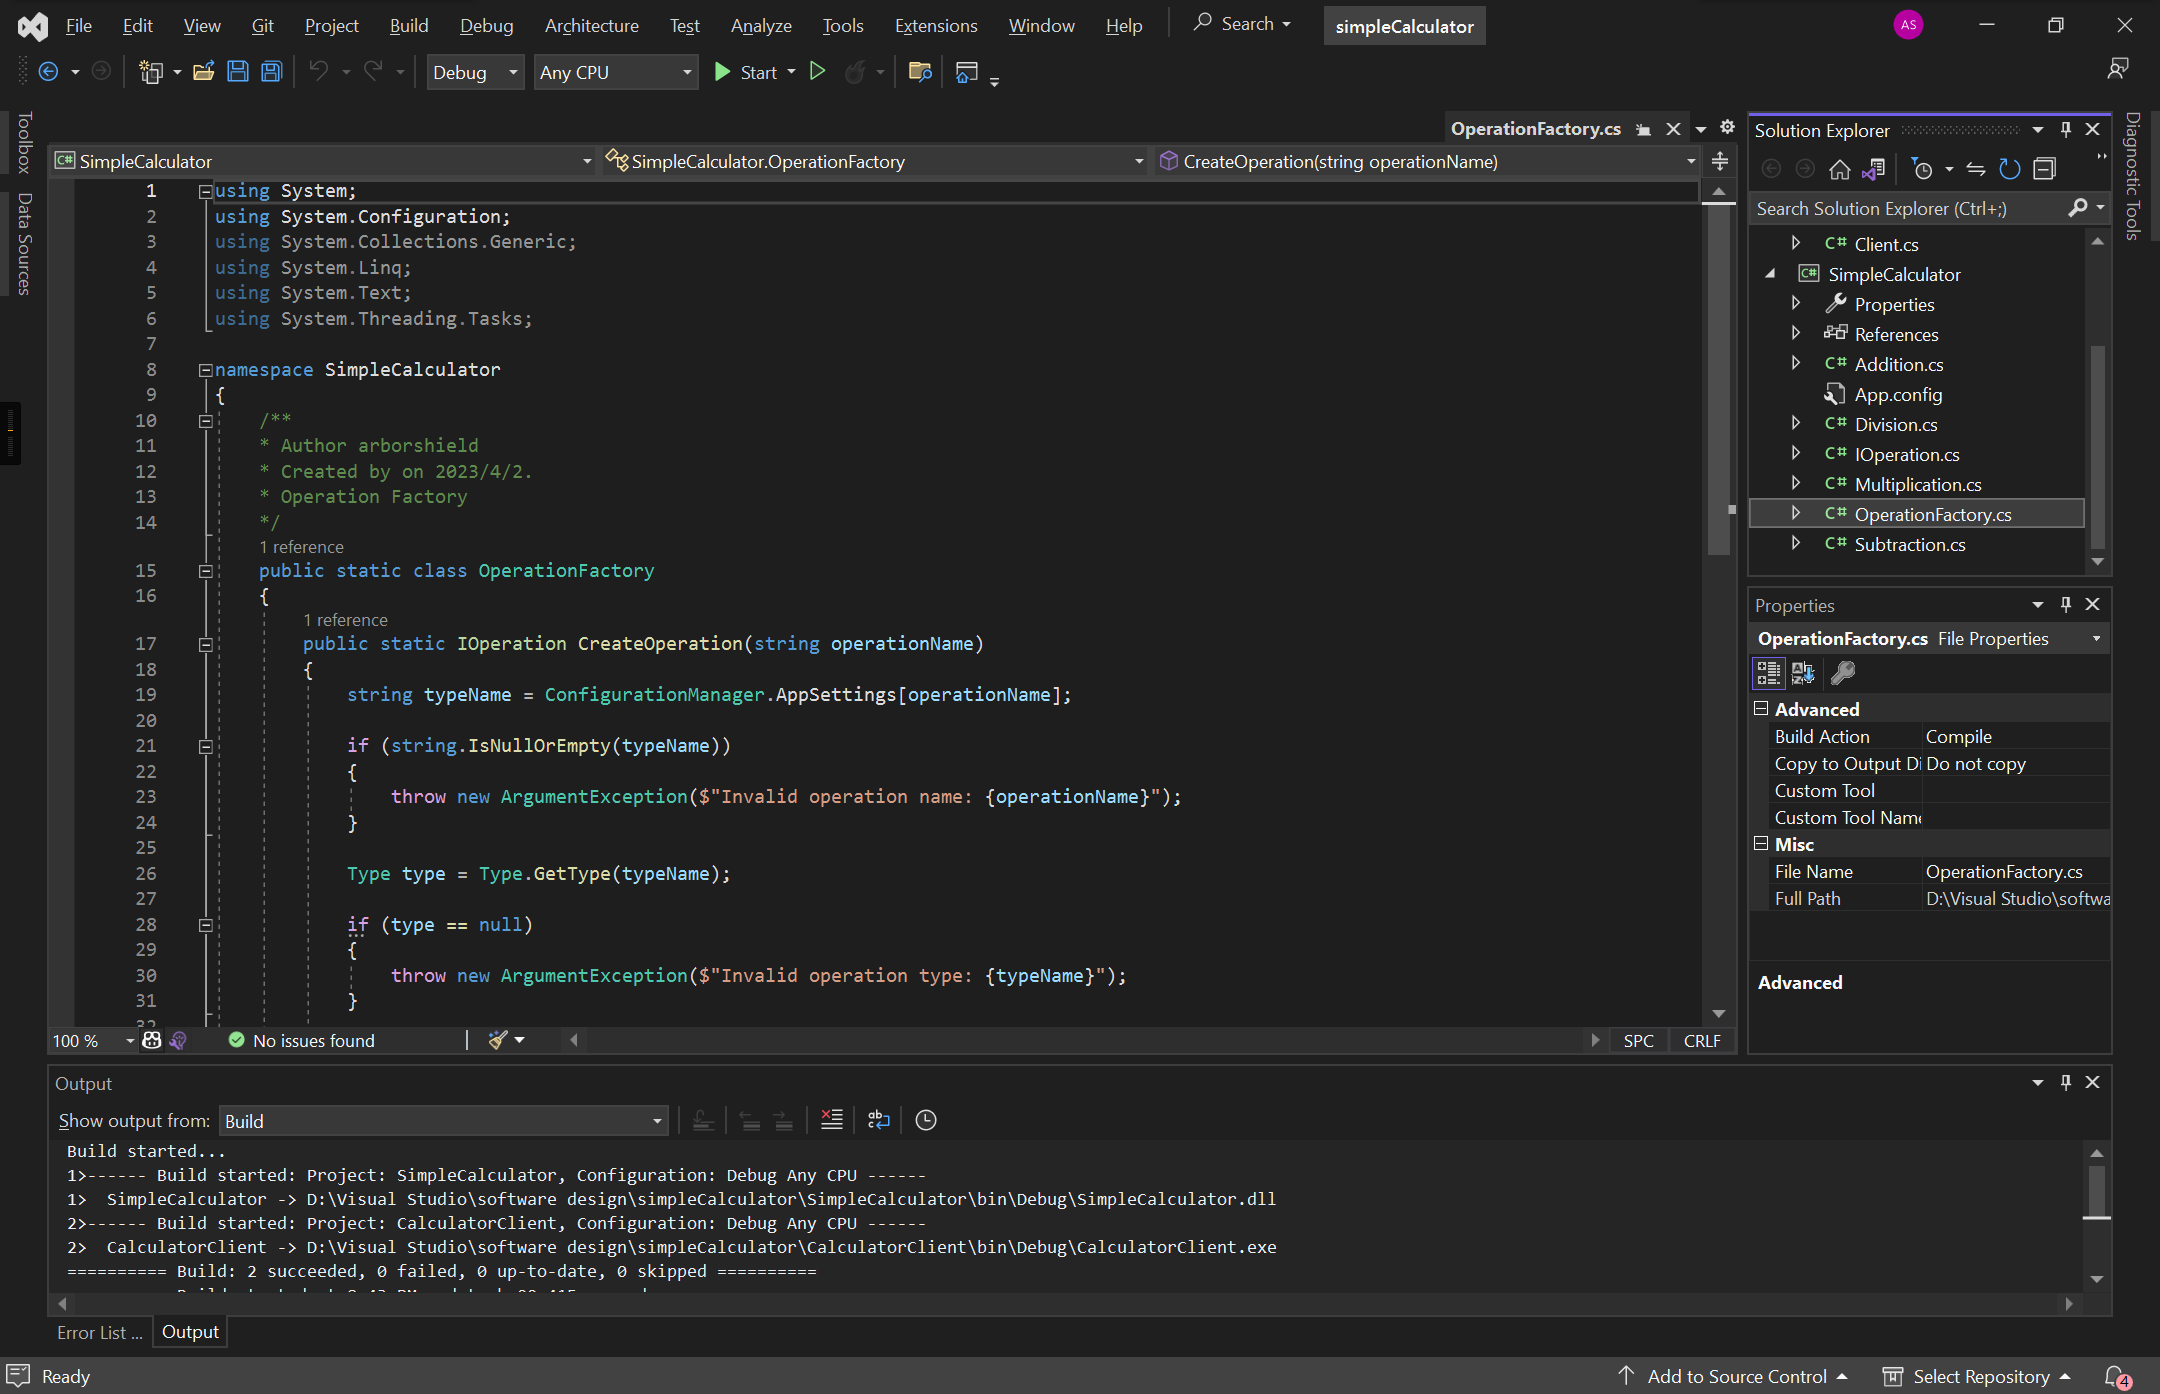 File Edit View Git Project Build Debug Architecture Test Analyze Tools Extensions Window Help Search simpleCalculator AS
Debug Any CPU Start
Toolbox
Data Sources
OperationFactory.cs
SimpleCalculator SimpleCalculator.OperationFactory CreateOperation(string operationName)
1 using System;
2 using System.Configuration;
3 using System.Collections.Generic;
4 using System.Linq;
5 using System.Text;
6 using System.Threading.Tasks;
7
8 namespace SimpleCalculator
9 {
10 /**
11 * Author arborshield
12 * Created by on 2023/4/2.
13 * Operation Factory
14 */
1 reference
15 public static class OperationFactory
16 {
1 reference
17 public static IOperation CreateOperation(string operationName)
18 {
19 string typeName = ConfigurationManager.AppSettings[operationName];
20
21 if (string.IsNullOrEmpty(typeName))
22 {
23 throw new ArgumentException($"Invalid operation name: {operationName}");
24 }
25
26 Type type = Type.GetType(typeName);
27
28 if (type == null)
29 {
30 throw new ArgumentException($"Invalid operation type: {typeName}");
31 }
32
100 % No issues found SPC CRLF
Solution Explorer
Search Solution Explorer (Ctrl+;)
C# Client.cs
C# SimpleCalculator
Properties
References
C# Addition.cs
App.config
C# Division.cs
C# IOperation.cs
C# Multiplication.cs
C# OperationFactory.cs
C# Subtraction.cs
Diagnostic Tools
Properties
OperationFactory.cs File Properties
Advanced
Build Action Compile
Copy to Output Di Do not copy
Custom Tool
Custom Tool Name
Misc
File Name OperationFactory.cs
Full Path D:\Visual Studio\softwa
Advanced
Output
Show output from: Build
Build started...
1>------ Build started: Project: SimpleCalculator, Configuration: Debug Any CPU ------
1>  SimpleCalculator -> D:\Visual Studio\software design\simpleCalculator\SimpleCalculator\bin\Debug\SimpleCalculator.dll
2>------ Build started: Project: CalculatorClient, Configuration: Debug Any CPU ------
2>  CalculatorClient -> D:\Visual Studio\software design\simpleCalculator\CalculatorClient\bin\Debug\CalculatorClient.exe
========== Build: 2 succeeded, 0 failed, 0 up-to-date, 0 skipped ==========
Error List ... Output
Ready Add to Source Control Select Repository 4